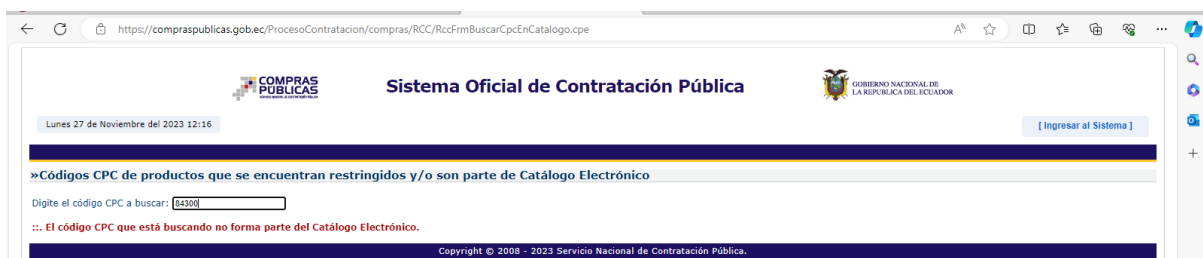 https://compraspublicas.gob.ec/ProcesoContratacion/compras/RCC/RccFrmBuscarCpcEnCatalogo.cpe
COMPRAS
PÚBLICAS
Sistema Oficial de Contratación Pública
GOBIERNO NACIONAL DE
LA REPUBLICA DEL ECUADOR
Lunes 27 de Noviembre del 2023 12:16
[ Ingresar al Sistema ]
»Códigos CPC de productos que se encuentran restringidos y/o son parte de Catálogo Electrónico
Digite el código CPC a buscar: 84300
::. El código CPC que está buscando no forma parte del Catálogo Electrónico.
Copyright © 2008 - 2023 Servicio Nacional de Contratación Pública.